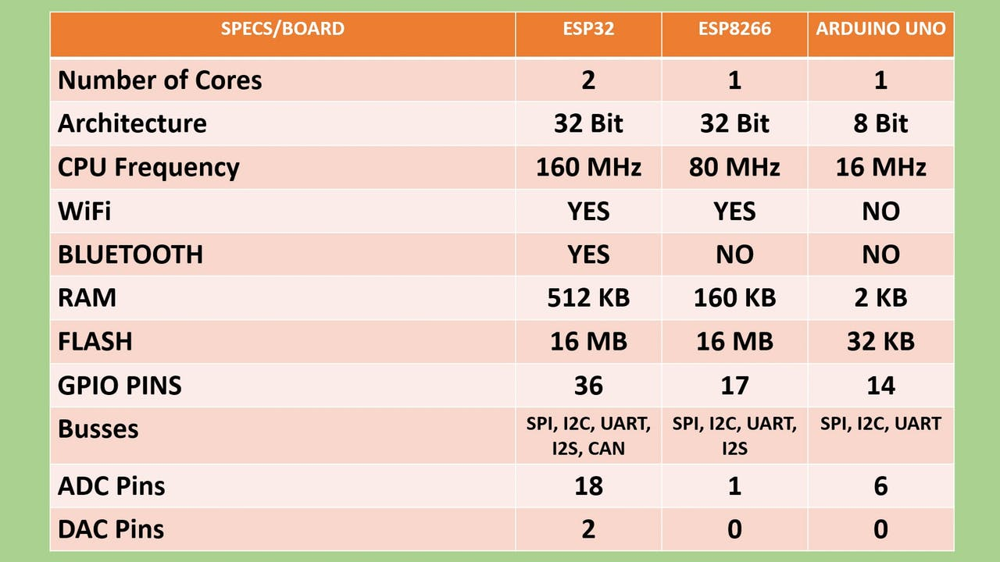 SPECS/BOARD ESP32 ESP8266 ARDUINO UNO
Number of Cores 2 1 1
Architecture 32 Bit 32 Bit 8 Bit
CPU Frequency 160 MHz 80 MHz 16 MHz
WiFi YES YES NO
BLUETOOTH YES NO NO
RAM 512 KB 160 KB 2 KB
FLASH 16 MB 16 MB 32 KB
GPIO PINS 36 17 14
Busses SPI, I2C, UART, SPI, I2C, UART, SPI, I2C, UART
I2S, CAN I2S
ADC Pins 18 1 6
DAC Pins 2 0 0